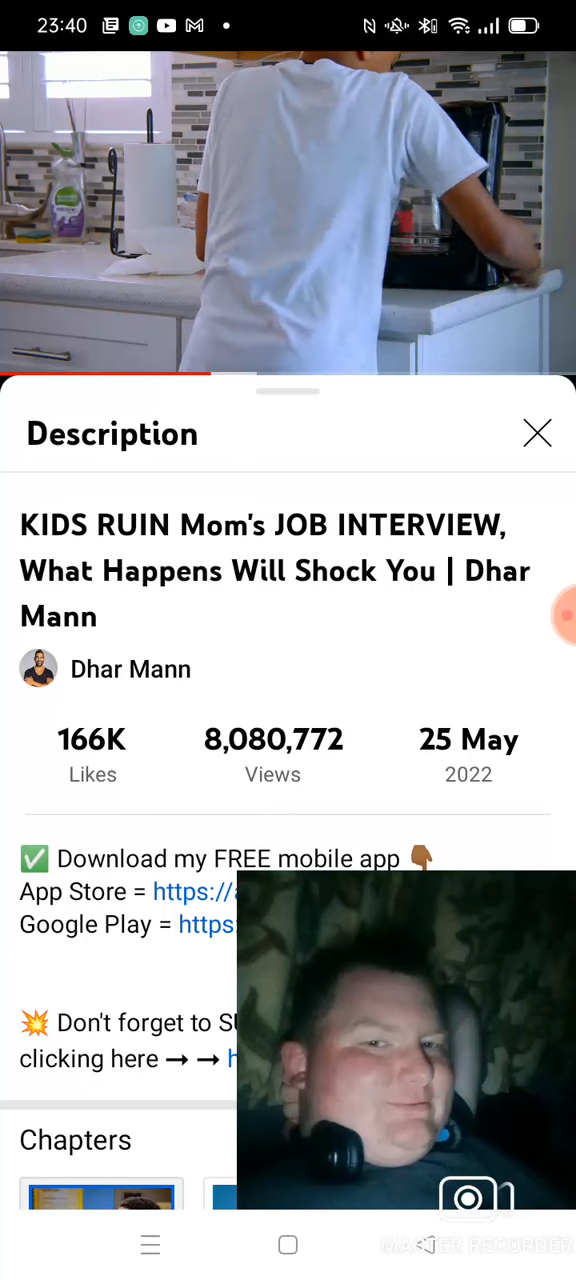 23:40
Description
KIDS RUIN Mom's JOB INTERVIEW,
What Happens Will Shock You | Dhar
Mann
Dhar Mann
166K 8,080,772 25 May
Likes Views 2022
✅ Download my FREE mobile app 👇🏾
App Store = https://
Google Play = https:
💥 Don't forget to SU
clicking here → → h
Chapters
MASTER RECORDER